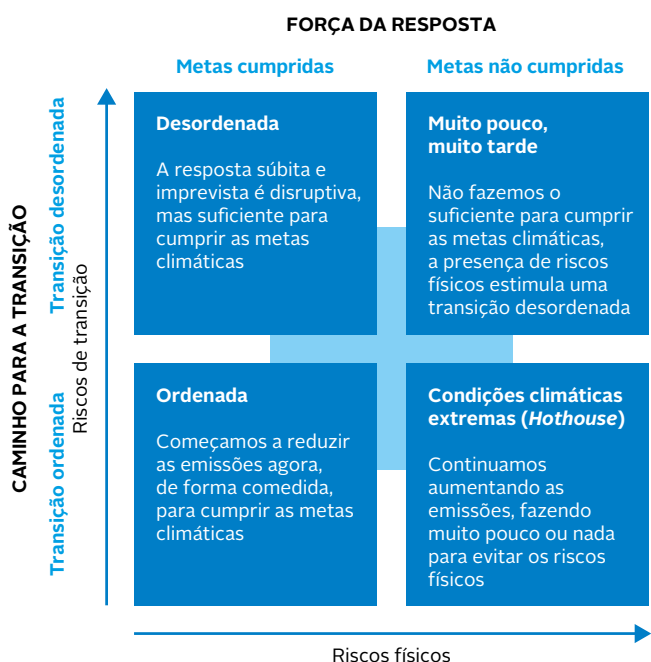 FORÇA DA RESPOSTA
Metas cumpridas
Metas não cumpridas
CAMINHO PARA A TRANSIÇÃO
Transição desordenada
Transição ordenada
Riscos de transição
Desordenada
A resposta súbita e
imprevista é disruptiva,
mas suficiente para
cumprir as metas
climáticas
Muito pouco,
muito tarde
Não fazemos o
suficiente para cumprir
as metas climáticas,
a presença de riscos
físicos estimula uma
transição desordenada
Ordenada
Começamos a reduzir
as emissões agora,
de forma comedida,
para cumprir as metas
climáticas
Condições climáticas
extremas (Hothouse)
Continuamos
aumentando as
emissões, fazendo
muito pouco ou nada
para evitar os riscos
físicos
Riscos físicos